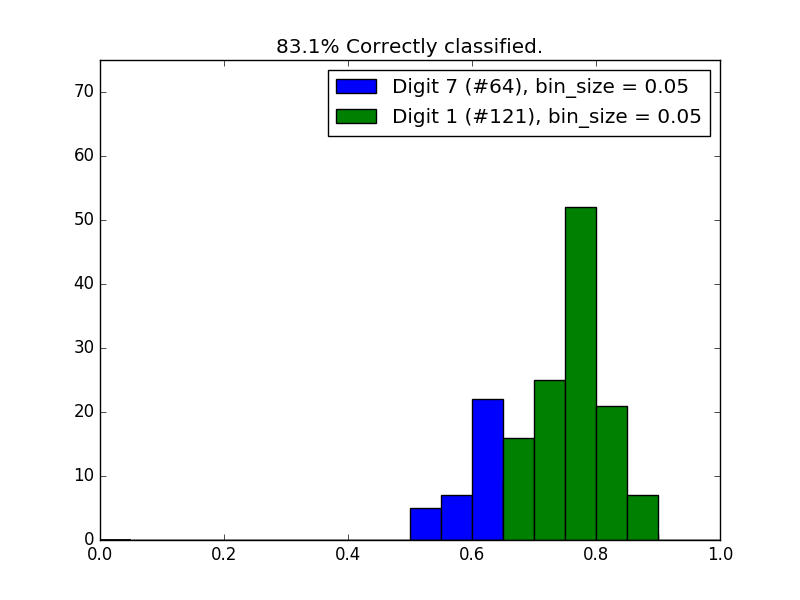 83.1% Correctly classified.
Digit 7 (#64), bin_size = 0.05
Digit 1 (#121), bin_size = 0.05
70
60
50
40
30
20
10
0
0.0 0.2 0.4 0.6 0.8 1.0